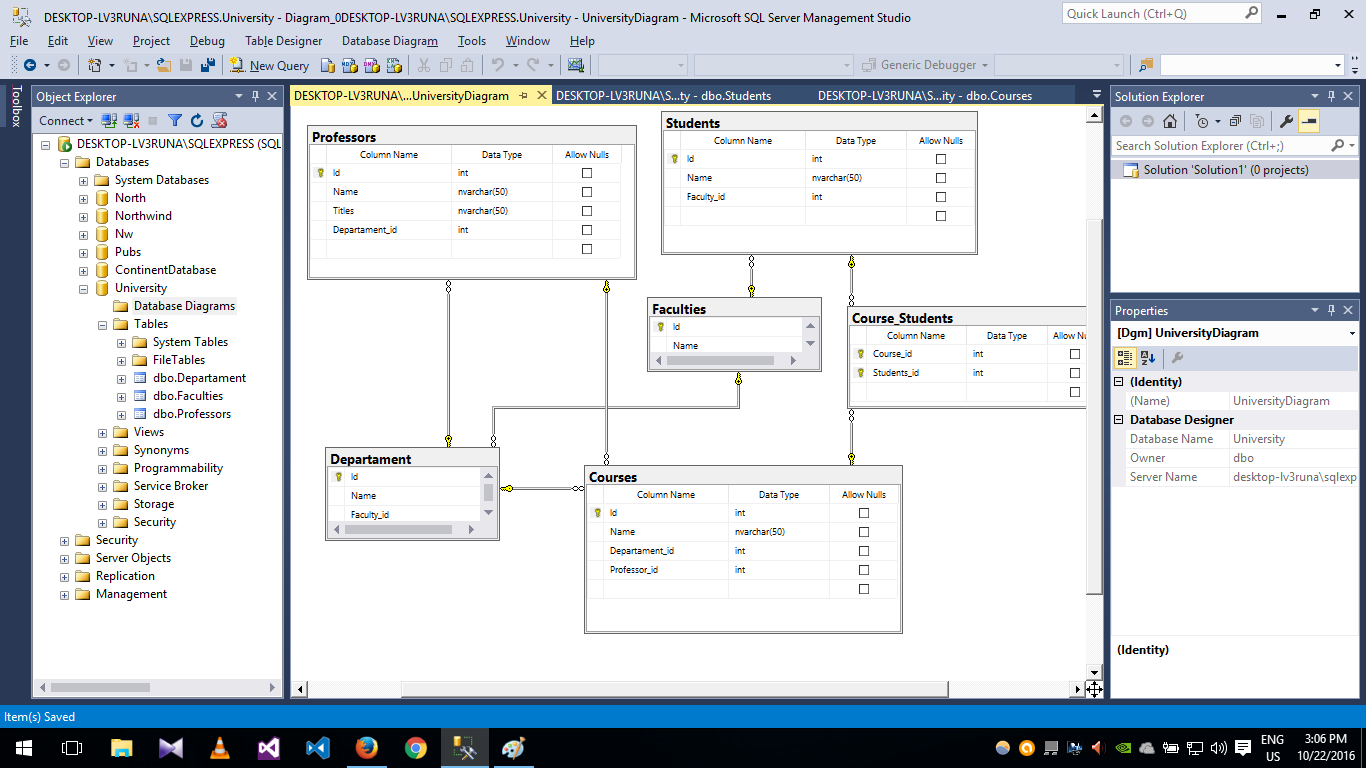 DESKTOP-LV3RUNA\SQLEXPRESS.University - Diagram_0DESKTOP-LV3RUNA\SQLEXPRESS.University - UniversityDiagram - Microsoft SQL Server Management Studio
Quick Launch (Ctrl+Q)
File Edit View Project Debug Table Designer Database Diagram Tools Window Help
New Query
Generic Debugger
Toolbox
Object Explorer
Connect
DESKTOP-LV3RUNA\SQLEXPRESS (SQL
Databases
System Databases
North
Northwind
Nw
Pubs
ContinentDatabase
University
Database Diagrams
Tables
System Tables
FileTables
dbo.Departament
dbo.Faculties
dbo.Professors
Views
Synonyms
Programmability
Service Broker
Storage
Security
Security
Server Objects
Replication
Management
DESKTOP-LV3RUNA\...UniversityDiagram
DESKTOP-LV3RUNA\S...ty - dbo.Students
DESKTOP-LV3RUNA\S...ity - dbo.Courses
Professors
Column Name Data Type Allow Nulls
Id int
Name nvarchar(50)
Titles nvarchar(50)
Departament_id int
Students
Column Name Data Type Allow Nulls
Id int
Name nvarchar(50)
Faculty_id int
Faculties
Id
Name
Course_Students
Column Name Data Type Allow Nu
Course_id int
Students_id int
Departament
Id
Name
Faculty_id
Courses
Column Name Data Type Allow Nulls
Id int
Name nvarchar(50)
Departament_id int
Professor_id int
Solution Explorer
Search Solution Explorer (Ctrl+;)
Solution 'Solution1' (0 projects)
Properties
[Dgm] UniversityDiagram
(Identity)
(Name) UniversityDiagram
Database Designer
Database Name University
Owner dbo
Server Name desktop-lv3runa\sqlexp
(Identity)
Item(s) Saved
ENG
US
3:06 PM
10/22/2016